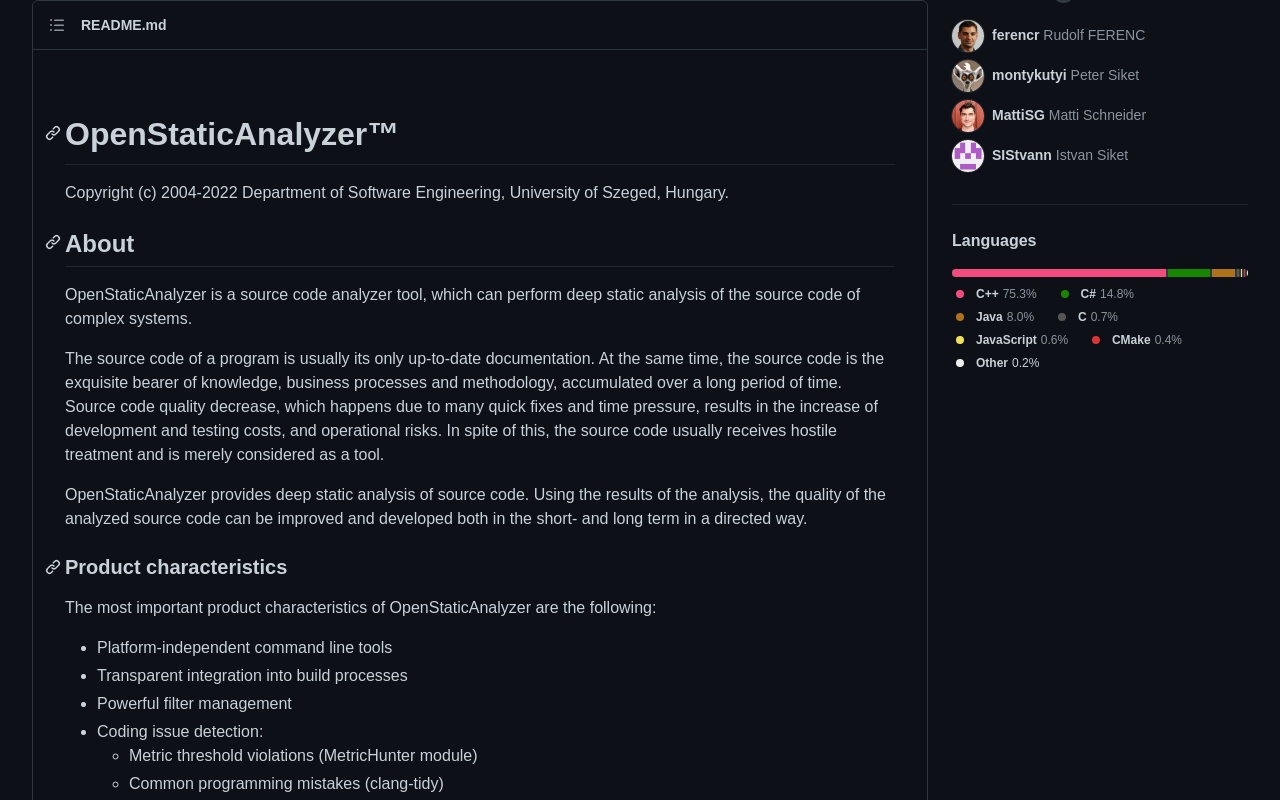 README.md
OpenStaticAnalyzer™
Copyright (c) 2004-2022 Department of Software Engineering, University of Szeged, Hungary.
About
OpenStaticAnalyzer is a source code analyzer tool, which can perform deep static analysis of the source code of
complex systems.
The source code of a program is usually its only up-to-date documentation. At the same time, the source code is the
exquisite bearer of knowledge, business processes and methodology, accumulated over a long period of time.
Source code quality decrease, which happens due to many quick fixes and time pressure, results in the increase of
development and testing costs, and operational risks. In spite of this, the source code usually receives hostile
treatment and is merely considered as a tool.
OpenStaticAnalyzer provides deep static analysis of source code. Using the results of the analysis, the quality of the
analyzed source code can be improved and developed both in the short- and long term in a directed way.
Product characteristics
The most important product characteristics of OpenStaticAnalyzer are the following:
Platform-independent command line tools
Transparent integration into build processes
Powerful filter management
Coding issue detection:
Metric threshold violations (MetricHunter module)
Common programming mistakes (clang-tidy)
ferencr Rudolf FERENC
montykutyi Peter Siket
MattiSG Matti Schneider
SIStvann Istvan Siket
Languages
C++ 75.3% C# 14.8%
Java 8.0% C 0.7%
JavaScript 0.6% CMake 0.4%
Other 0.2%